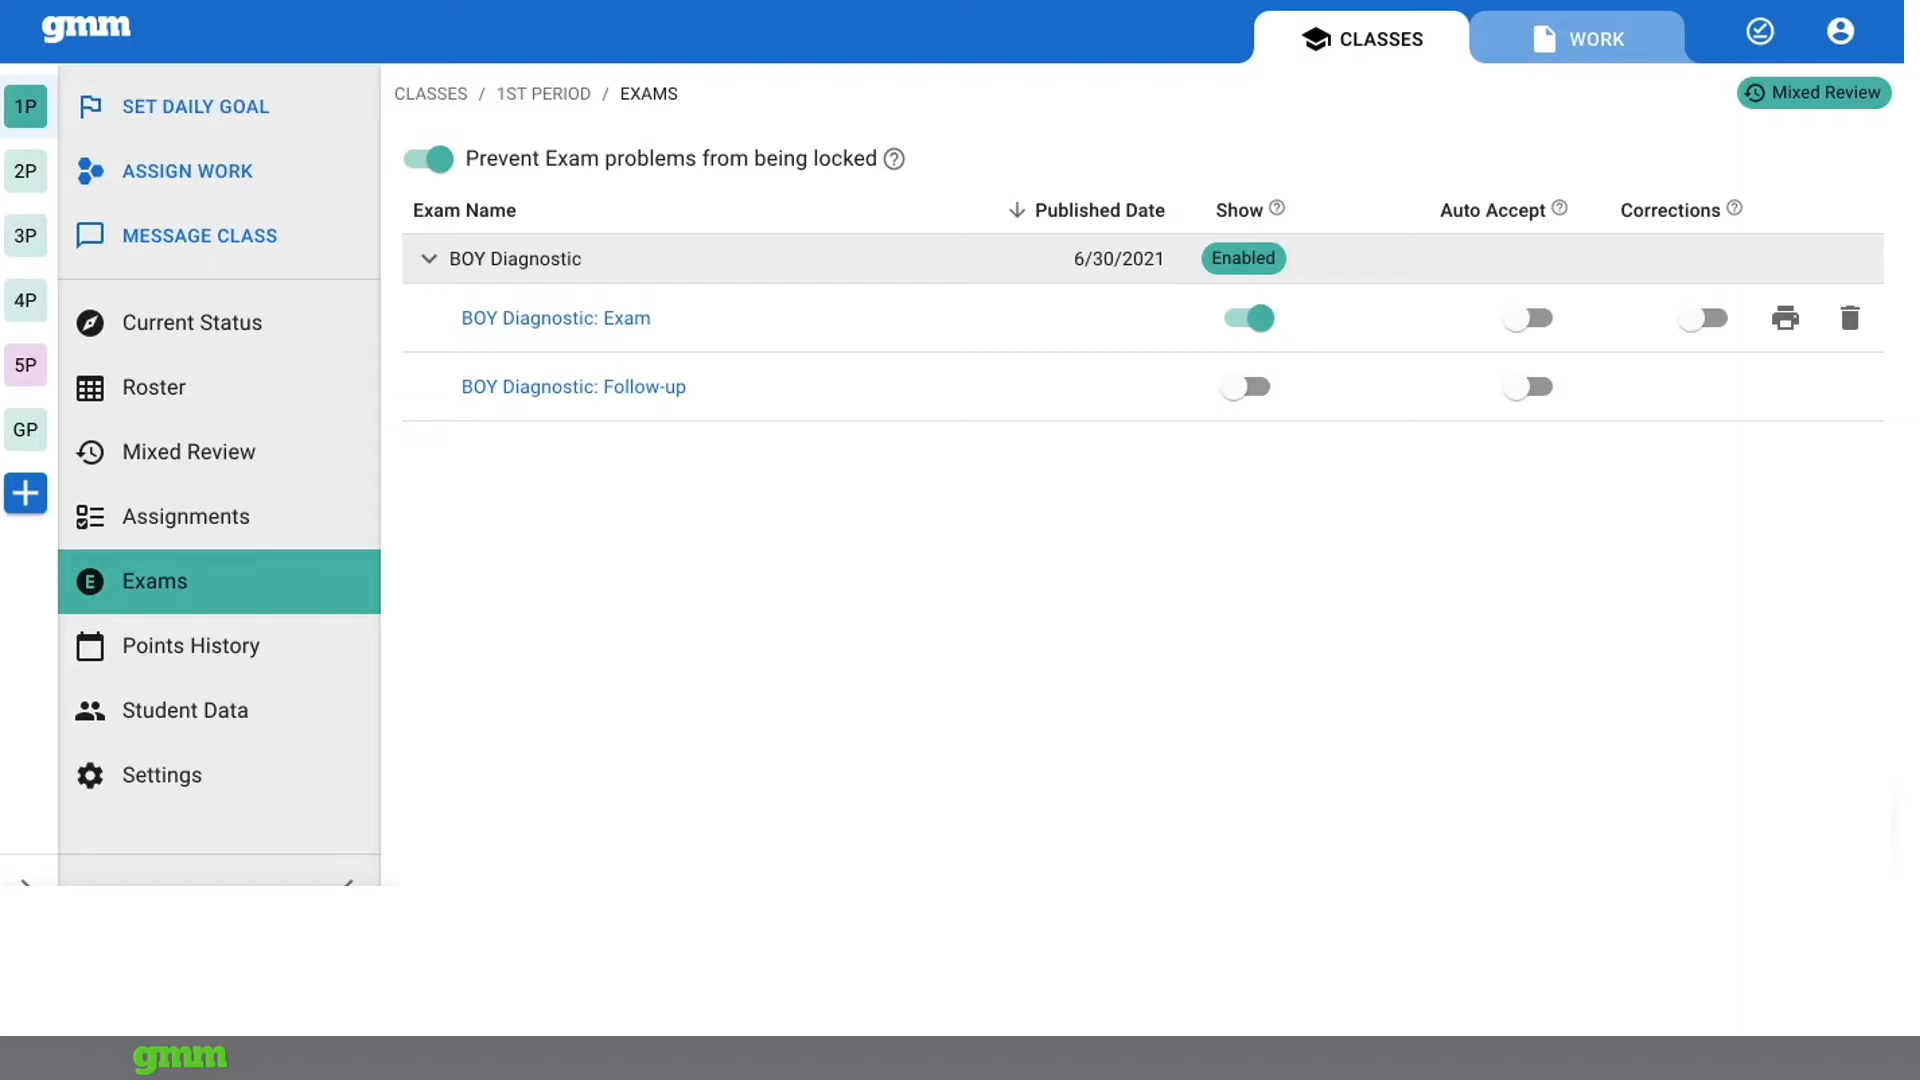 gmm
CLASSES
WORK
1P
2P
3P
4P
5P
GP
SET DAILY GOAL
ASSIGN WORK
MESSAGE CLASS
Current Status
Roster
Mixed Review
Assignments
E
Exams
Points History
Student Data
Settings
CLASSES / 1ST PERIOD / EXAMS
Mixed Review
Prevent Exam problems from being locked
Exam Name Published Date Show Auto Accept Corrections
BOY Diagnostic 6/30/2021 Enabled
BOY Diagnostic: Exam
BOY Diagnostic: Follow-up
gmm